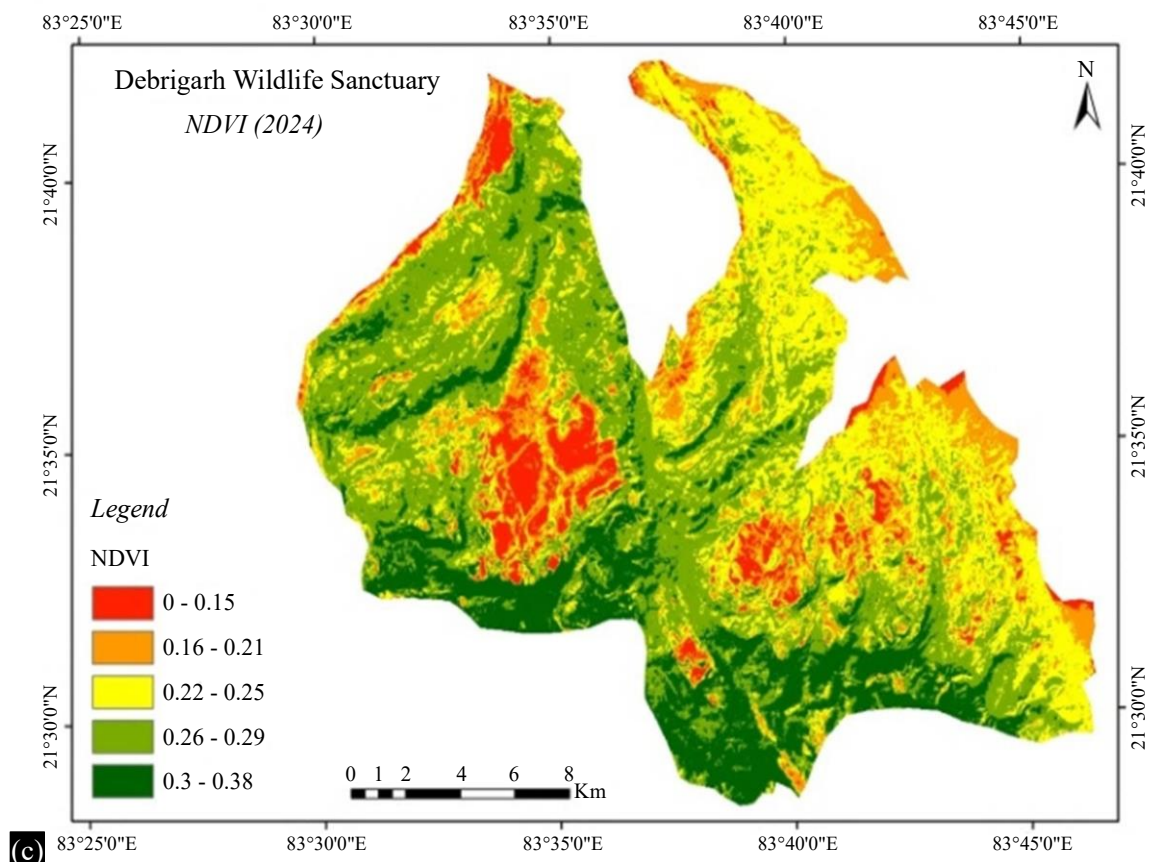 83°25'0"E 83°30'0"E 83°35'0"E 83°40'0"E 83°45'0"E
Debrigarh Wildlife Sanctuary
NDVI (2024)
N
21°40'0"N
21°40'0"N
21°35'0"N
21°35'0"N
Legend
NDVI
0 - 0.15
0.16 - 0.21
0.22 - 0.25
0.26 - 0.29
0.3 - 0.38
21°30'0"N
21°30'0"N
0 1 2 4 6 8
Km
(c)
83°25'0"E 83°30'0"E 83°35'0"E 83°40'0"E 83°45'0"E